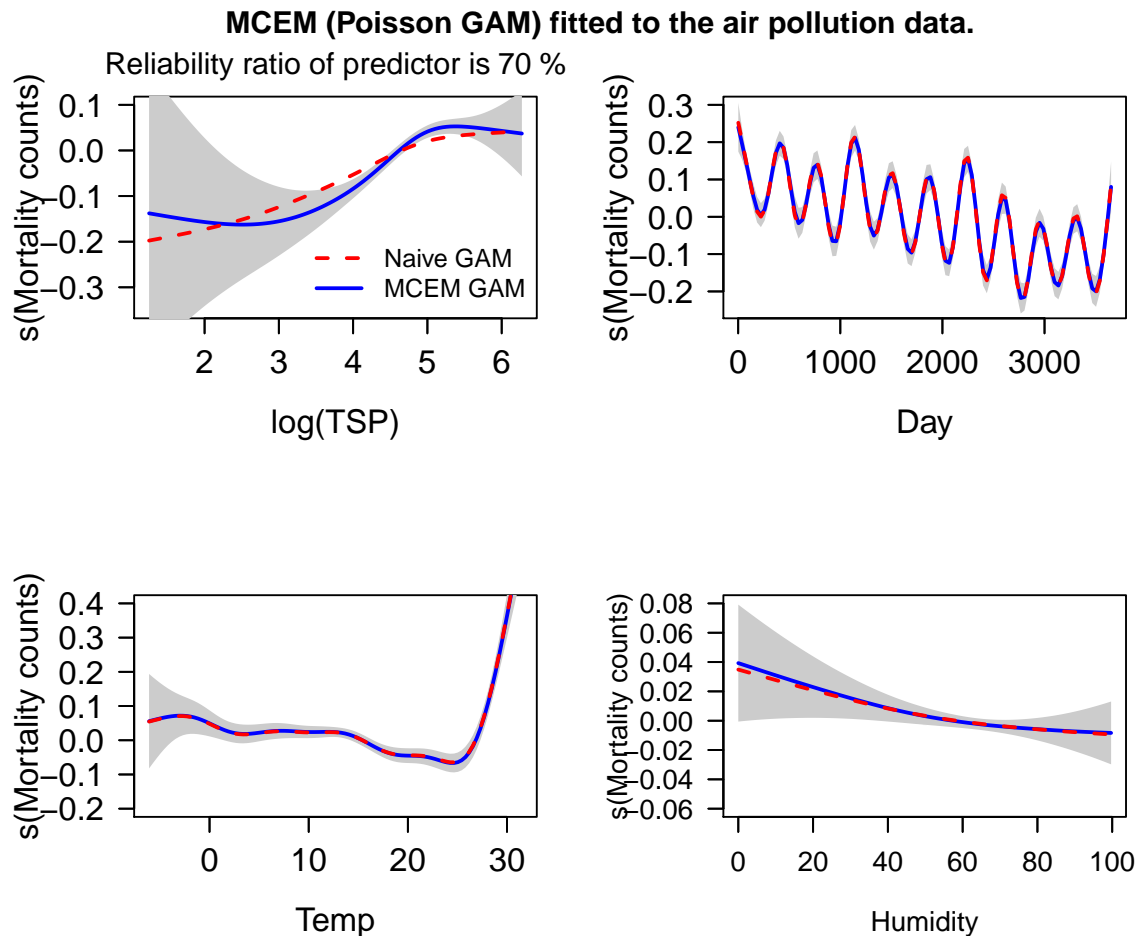 MCEM (Poisson GAM) fitted to the air pollution data.
Reliability ratio of predictor is 70 %
s(Mortality counts)
0.1
0.0
−0.1
−0.2
−0.3
Naive GAM
MCEM GAM
2 3 4 5 6
log(TSP)
s(Mortality counts)
0.3
0.2
0.1
0.0
−0.1
−0.2
0 1000 2000 3000
Day
s(Mortality counts)
0.4
0.3
0.2
0.1
0.0
−0.1
−0.2
0 10 20 30
Temp
s(Mortality counts)
0.08
0.06
0.04
0.02
0.00
−0.02
−0.04
−0.06
0 20 40 60 80 100
Humidity